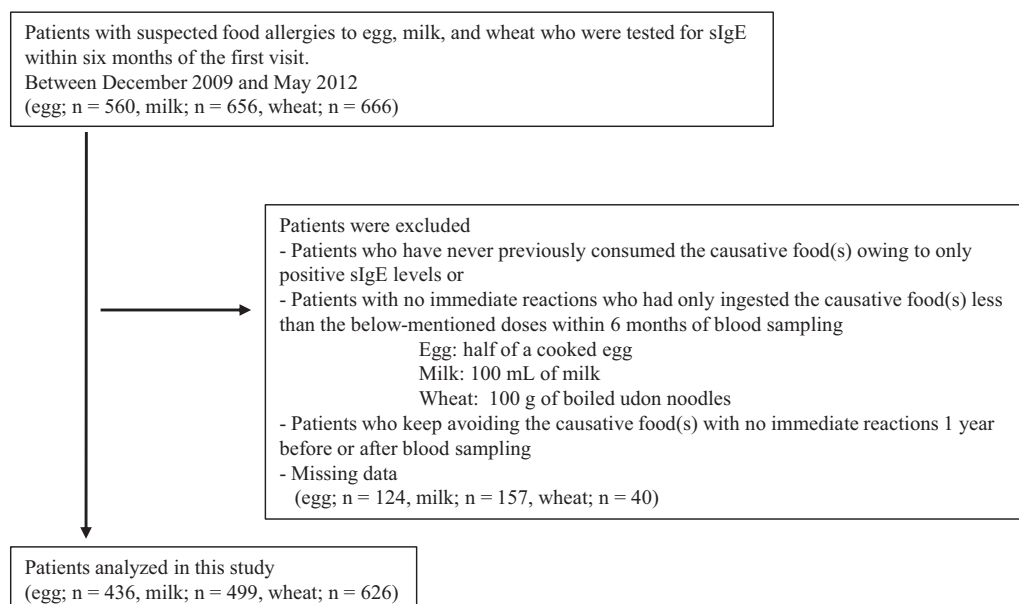 Patients with suspected food allergies to egg, milk, and wheat who were tested for sIgE
within six months of the first visit.
Between December 2009 and May 2012
(egg; n = 560, milk; n = 656, wheat; n = 666)
Patients were excluded
- Patients who have never previously consumed the causative food(s) owing to only
positive sIgE levels or
- Patients with no immediate reactions who had only ingested the causative food(s) less
than the below-mentioned doses within 6 months of blood sampling
Egg: half of a cooked egg
Milk: 100 mL of milk
Wheat: 100 g of boiled udon noodles
- Patients who keep avoiding the causative food(s) with no immediate reactions 1 year
before or after blood sampling
- Missing data
(egg; n = 124, milk; n = 157, wheat; n = 40)
Patients analyzed in this study
(egg; n = 436, milk; n = 499, wheat; n = 626)